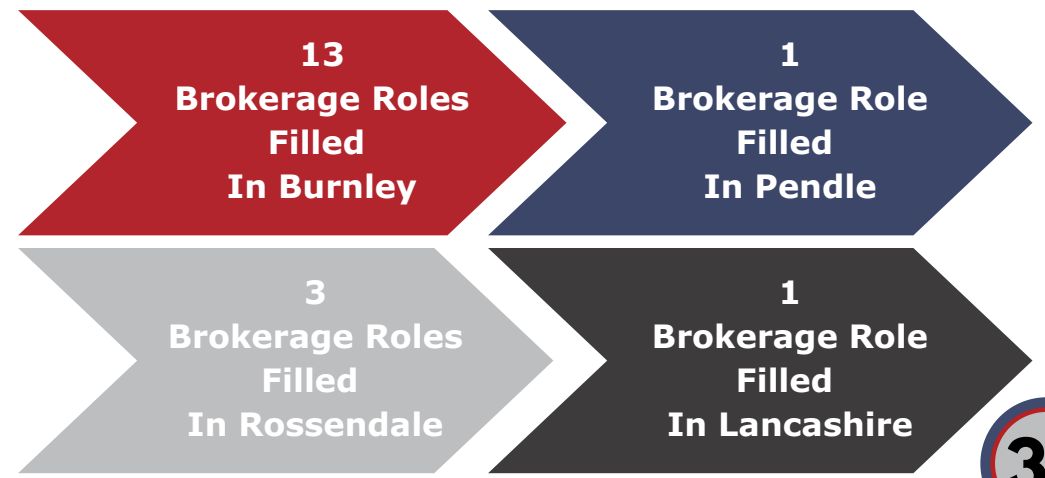 13
Brokerage Roles
Filled
In Burnley
1
Brokerage Role
Filled
In Pendle
3
Brokerage Roles
Filled
In Rossendale
1
Brokerage Role
Filled
In Lancashire
3